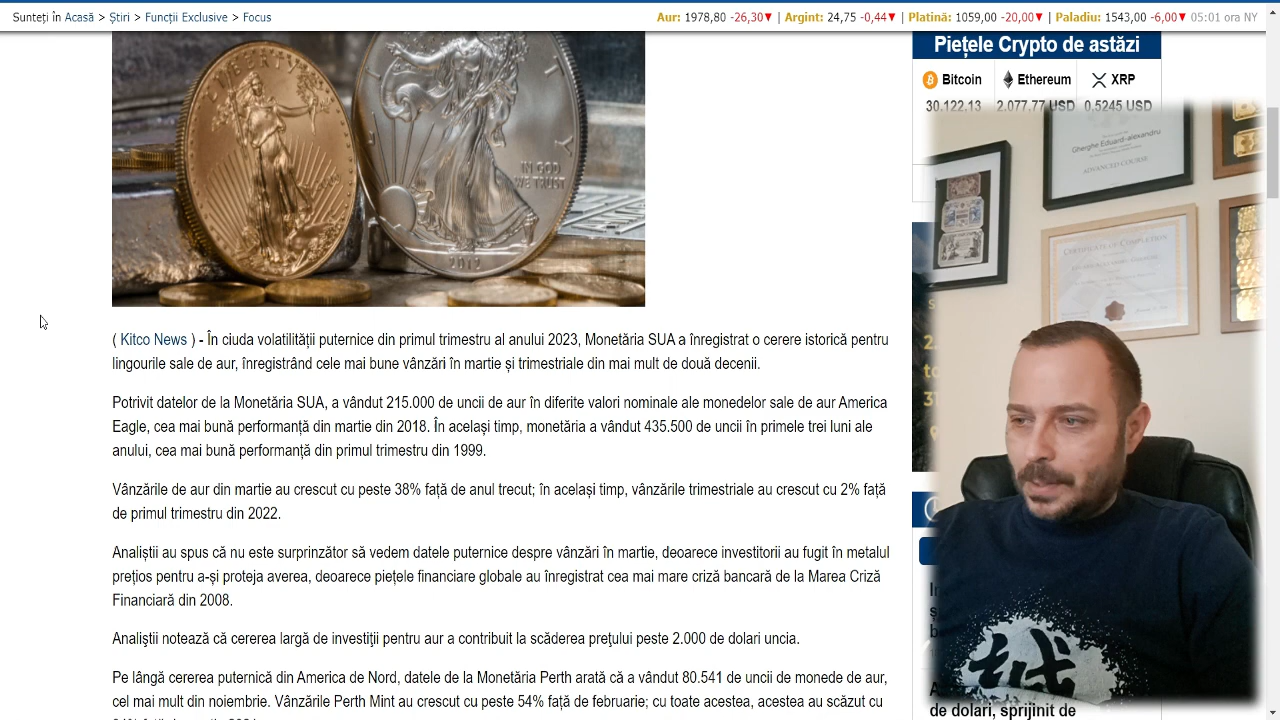 Sunteți în Acasă > Știri > Funcții Exclusive > Focus
Aur: 1978,80 -26,30▼ | Argint: 24,75 -0,44▼ | Platină: 1059,00 -20,00▼ | Paladiu: 1543,00 -6,00▼ 05:01 ora NY
LIBERTY
IN GOD
WE TRUST
2012
( Kitco News ) - În ciuda volatilității puternice din primul trimestru al anului 2023, Monetăria SUA a înregistrat o cerere istorică pentru
lingourile sale de aur, înregistrând cele mai bune vânzări în martie și trimestriale din mai mult de două decenii.
Potrivit datelor de la Monetăria SUA, a vândut 215.000 de uncii de aur în diferite valori nominale ale monedelor sale de aur America
Eagle, cea mai bună performanță din martie din 2018. În același timp, monetăria a vândut 435.500 de uncii în primele trei luni ale
anului, cea mai bună performanță din primul trimestru din 1999.
Vânzările de aur din martie au crescut cu peste 38% față de anul trecut; în același timp, vânzările trimestriale au crescut cu 2% față
de primul trimestru din 2022.
Analiștii au spus că nu este surprinzător să vedem datele puternice despre vânzări în martie, deoarece investitorii au fugit în metalul
prețios pentru a-și proteja averea, deoarece piețele financiare globale au înregistrat cea mai mare criză bancară de la Marea Criză
Financiară din 2008.
Analiştii notează că cererea largă de investiţii pentru aur a contribuit la scăderea preţului peste 2.000 de dolari uncia.
Pe lângă cererea puternică din America de Nord, datele de la Monetăria Perth arată că a vândut 80.541 de uncii de monede de aur,
cel mai mult din noiembrie. Vânzările Perth Mint au crescut cu peste 54% față de februarie; cu toate acestea, acestea au scăzut cu
Piețele Crypto de astăzi
Bitcoin Ethereum XRP
30.122.13 2.077.77 USD 0.5245 USD
Gherghe Eduard-alexandru
ADVANCED COURSE
CERTIFICATE OF COMPLETION
de dolari, sprijinit de